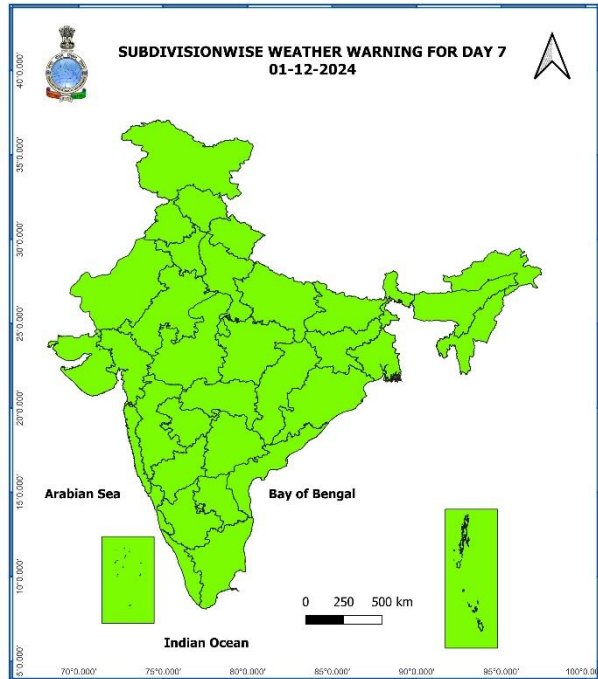 SUBDIVISIONWISE WEATHER WARNING FOR DAY 7
01-12-2024
40°0.000'
35°0.000'
30°0.000'
25°0.000'
20°0.000'
15°0.000'
10°0.000'
5°0.000'
Arabian Sea
Bay of Bengal
0 250 500 km
Indian Ocean
70°0.000' 75°0.000' 80°0.000' 85°0.000' 90°0.000' 95°0.000' 100°0.000'